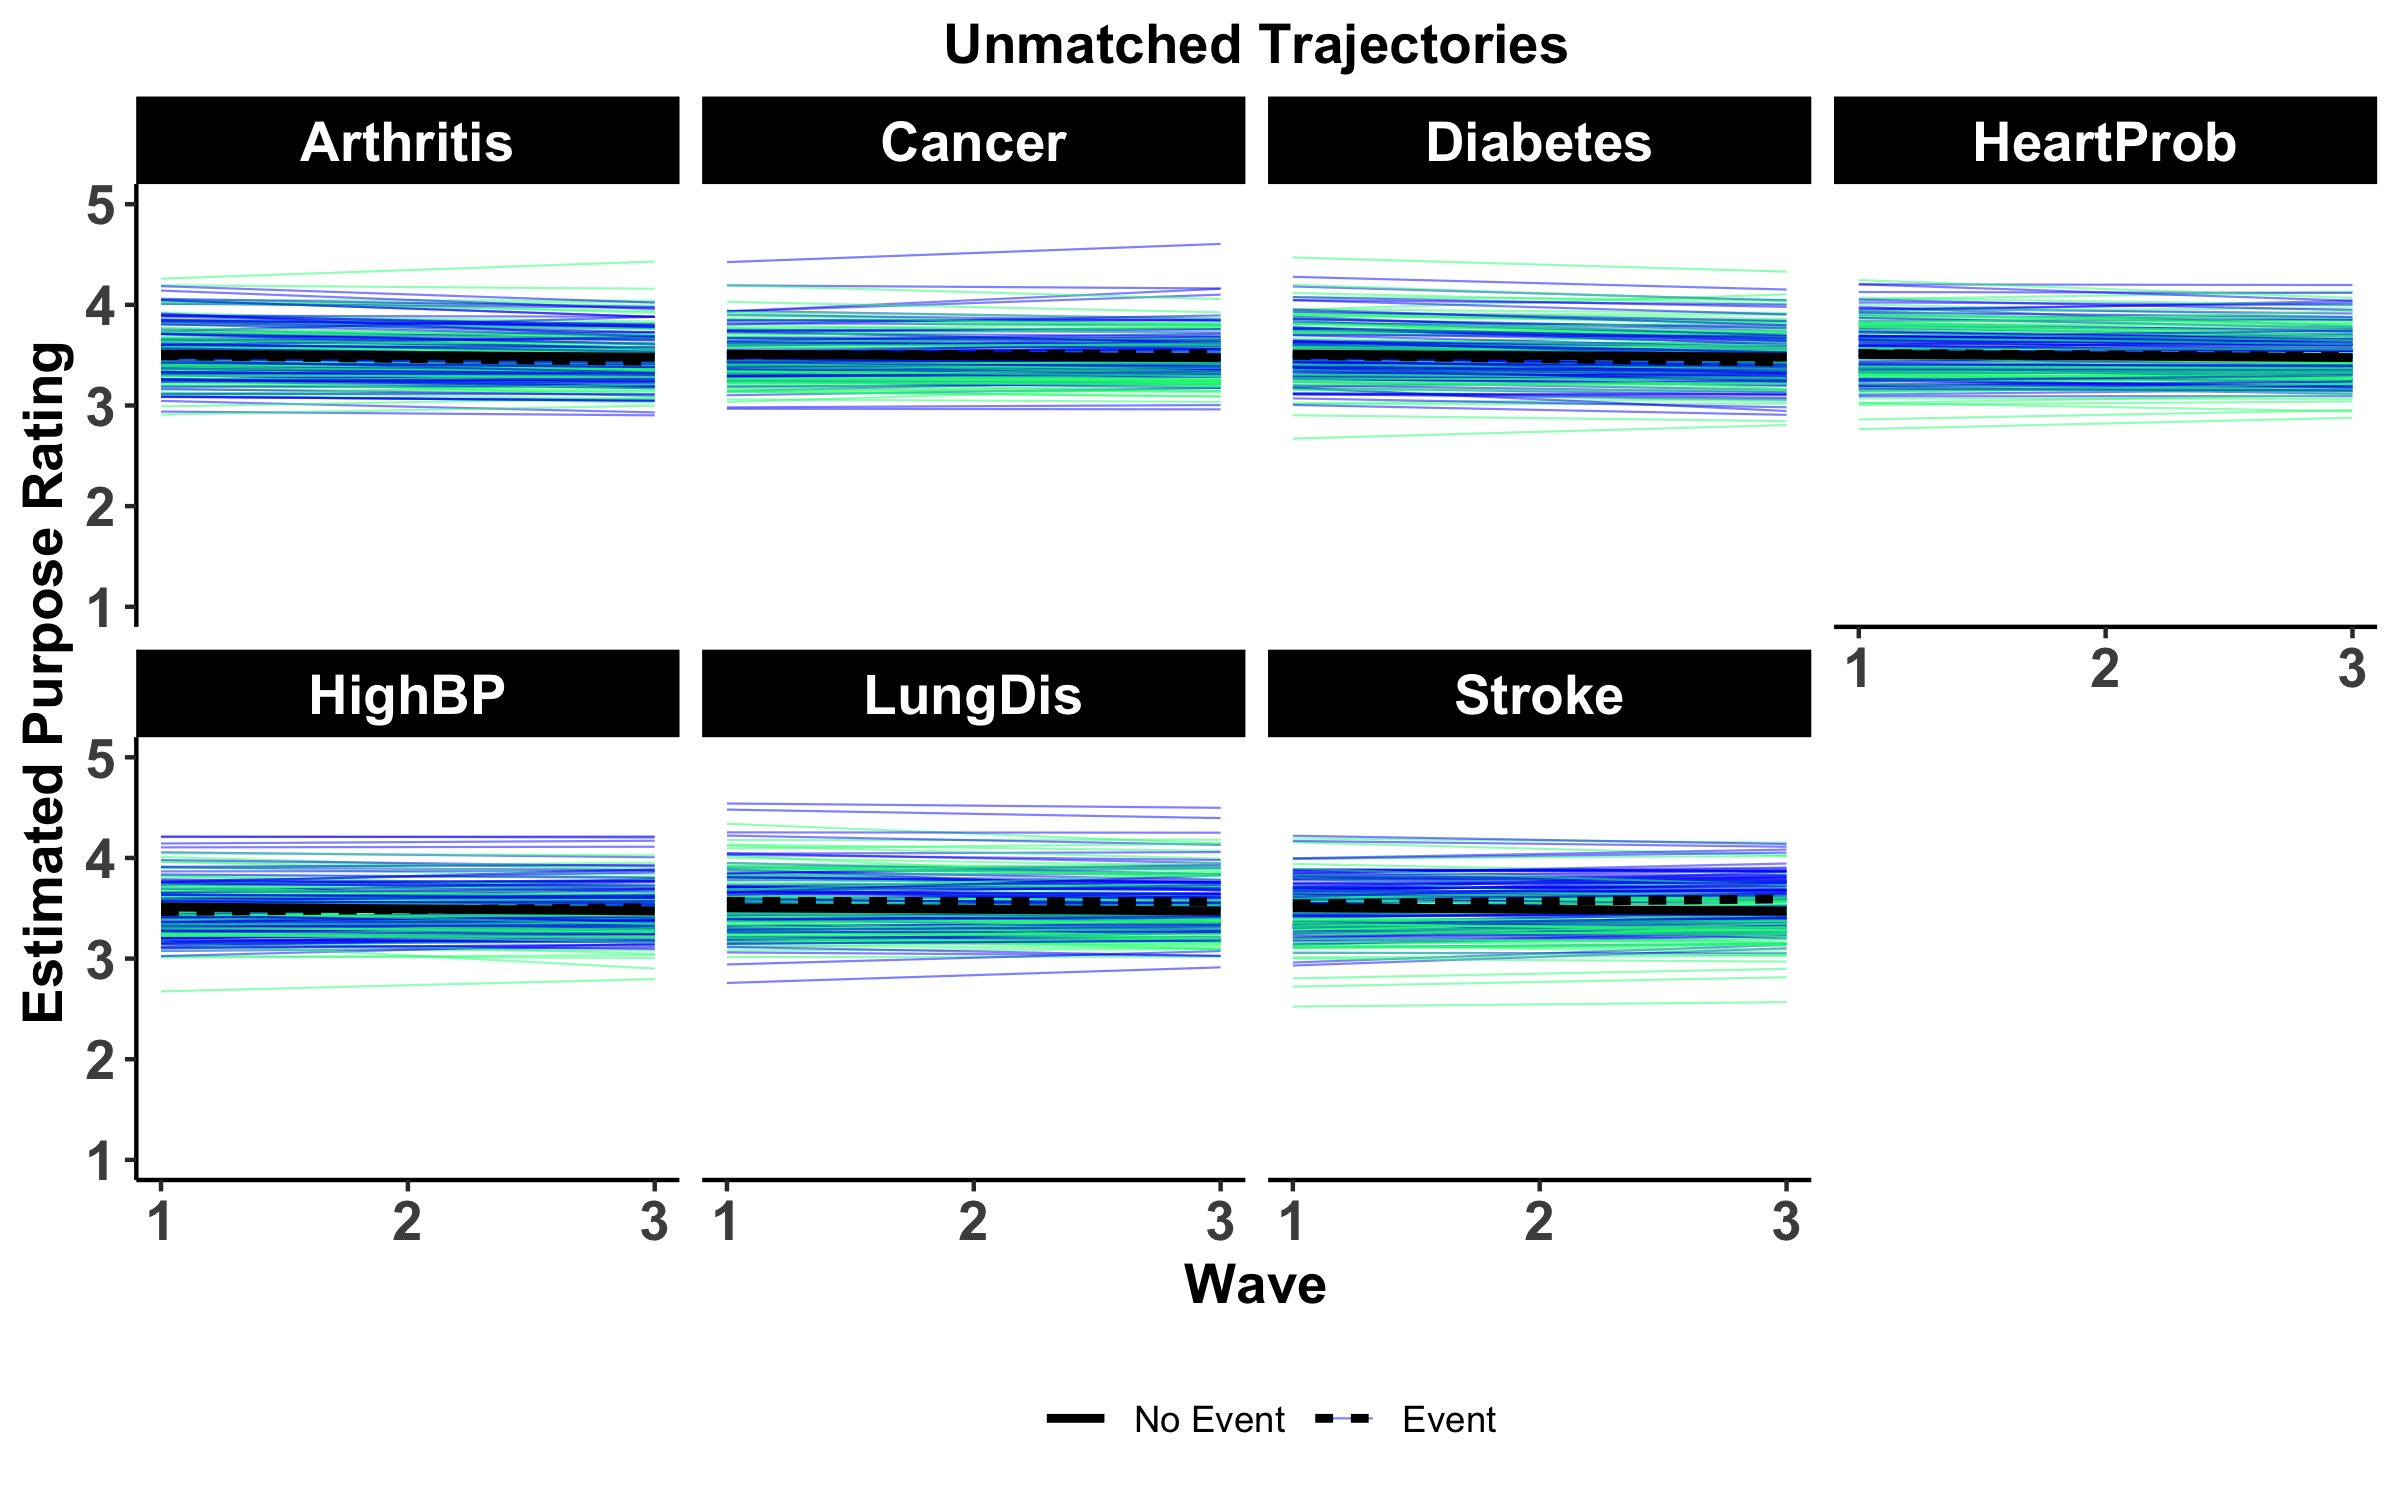 Unmatched Trajectories
Arthritis Cancer Diabetes HeartProb
5
4
3
2
1
1 2 3
Estimated Purpose Rating
HighBP LungDis Stroke
5
4
3
2
1
1 2 3 1 2 3 1 2 3
Wave
No Event Event